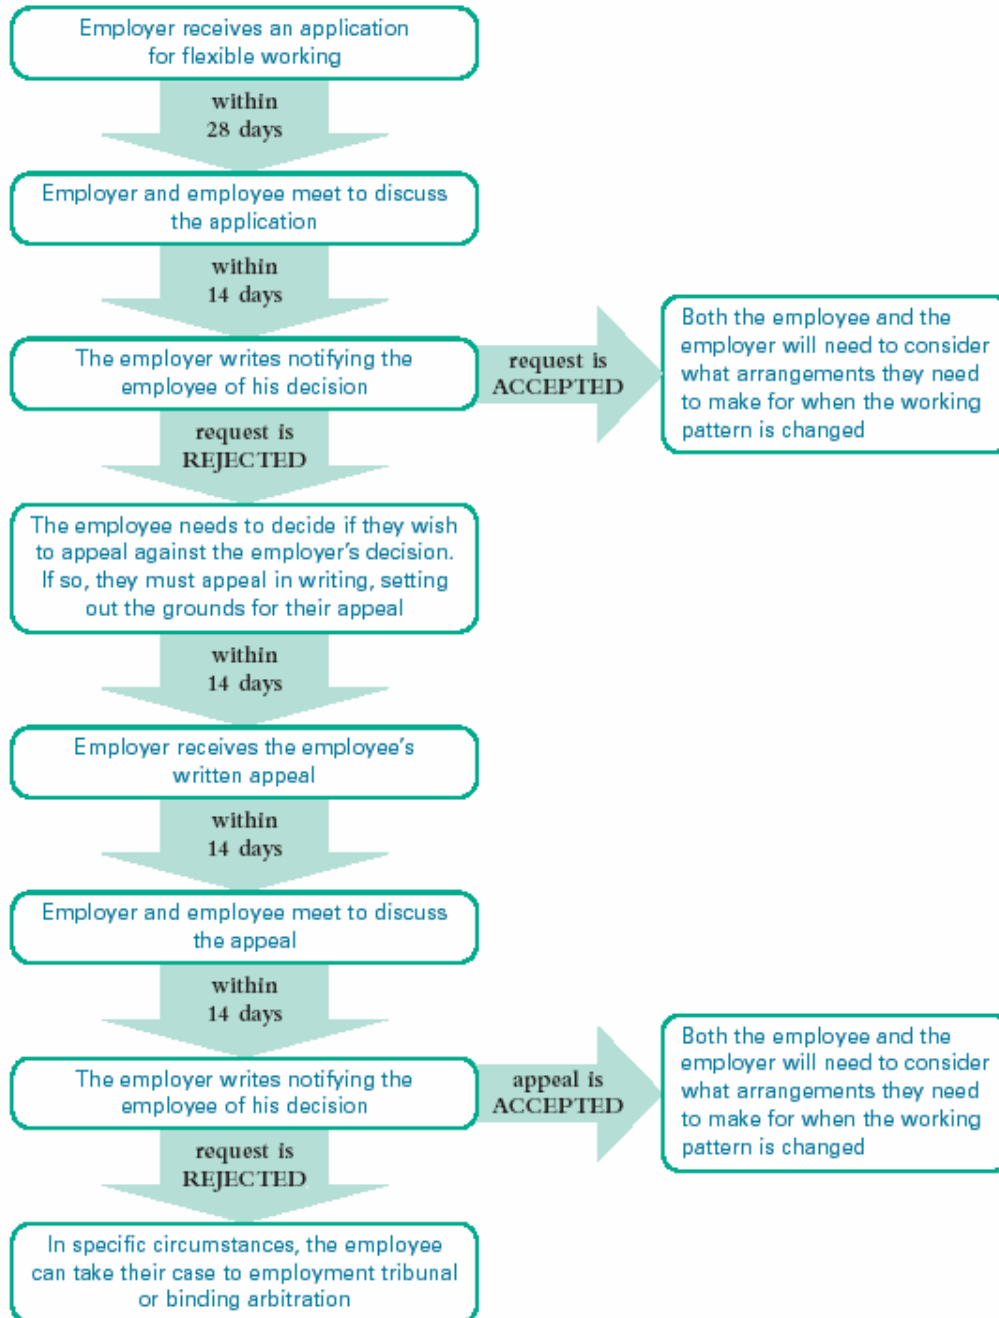 Employer receives an application
for flexible working
within
28 days
Employer and employee meet to discuss
the application
within
14 days
The employer writes notifying the
employee of his decision
request is
ACCEPTED
Both the employee and the
employer will need to consider
what arrangements they need
to make for when the working
pattern is changed
request is
REJECTED
The employee needs to decide if they wish
to appeal against the employer's decision.
If so, they must appeal in writing, setting
out the grounds for their appeal
within
14 days
Employer receives the employee's
written appeal
within
14 days
Employer and employee meet to discuss
the appeal
within
14 days
The employer writes notifying the
employee of his decision
appeal is
ACCEPTED
Both the employee and the
employer will need to consider
what arrangements they need
to make for when the working
pattern is changed
request is
REJECTED
In specific circumstances, the employee
can take their case to employment tribunal
or binding arbitration